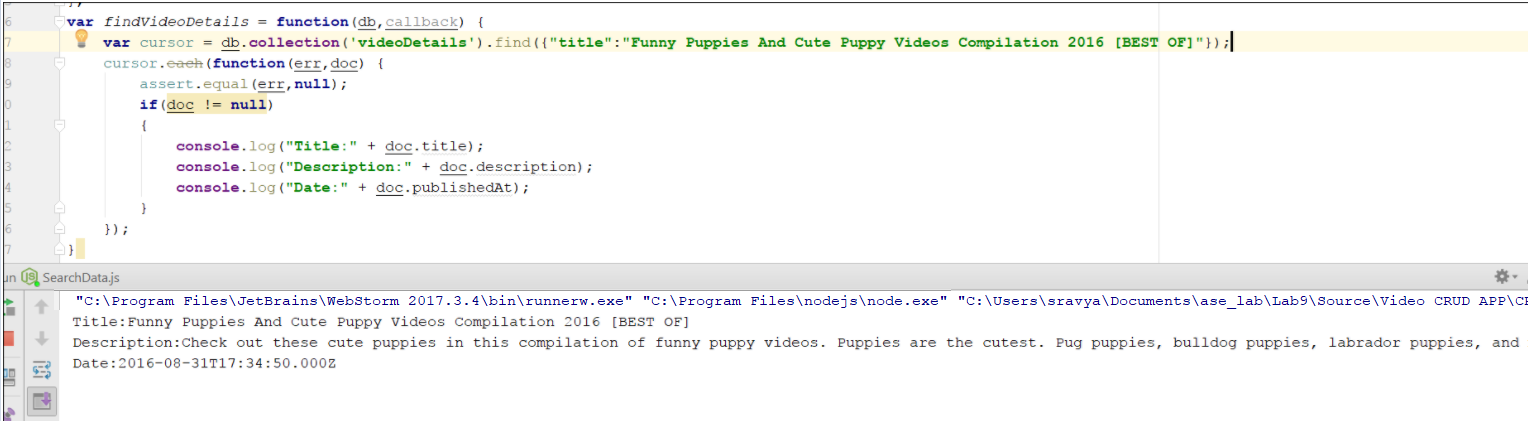 6 var findVideoDetails = function(db,callback) {
7 var cursor = db.collection('videoDetails').find({"title":"Funny Puppies And Cute Puppy Videos Compilation 2016 [BEST OF]"});
8 cursor.each(function(err,doc) {
9 assert.equal(err,null);
0 if(doc != null)
1 {
2 console.log("Title:" + doc.title);
3 console.log("Description:" + doc.description);
4 console.log("Date:" + doc.publishedAt);
5 }
6 });
7 }
un JS SearchData.js
"C:\Program Files\JetBrains\WebStorm 2017.3.4\bin\runnerw.exe" "C:\Program Files\nodejs\node.exe" "C:\Users\sravya\Documents\ase_lab\Lab9\Source\Video CRUD APP\CR
Title:Funny Puppies And Cute Puppy Videos Compilation 2016 [BEST OF]
Description:Check out these cute puppies in this compilation of funny puppy videos. Puppies are the cutest. Pug puppies, bulldog puppies, labrador puppies, and
Date:2016-08-31T17:34:50.000Z